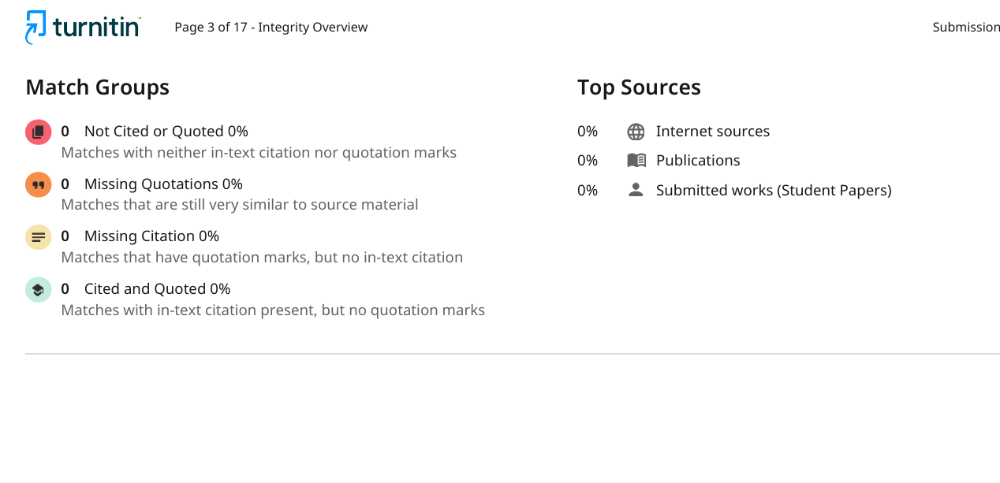 turnitin
Page 3 of 17 - Integrity Overview
Submission
Match Groups
0 Not Cited or Quoted 0%
Matches with neither in-text citation nor quotation marks
0 Missing Quotations 0%
Matches that are still very similar to source material
0 Missing Citation 0%
Matches that have quotation marks, but no in-text citation
0 Cited and Quoted 0%
Matches with in-text citation present, but no quotation marks
Top Sources
0% Internet sources
0% Publications
0% Submitted works (Student Papers)